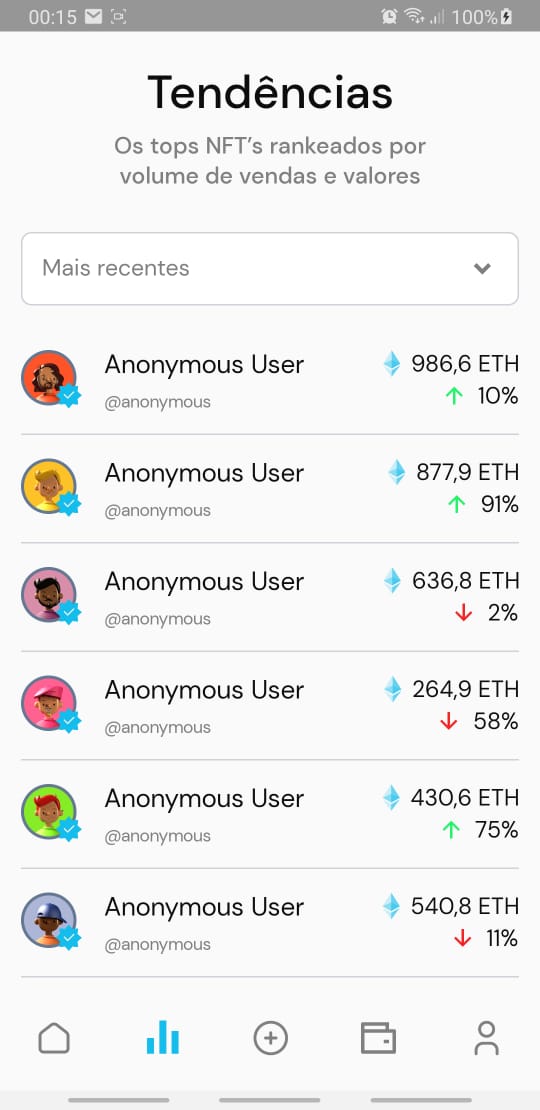 00:15
100%
Tendências
Os tops NFT’s rankeados por
volume de vendas e valores
Mais recentes
Anonymous User
986,6 ETH
@anonymous
10%
Anonymous User
877,9 ETH
@anonymous
91%
Anonymous User
636,8 ETH
@anonymous
2%
Anonymous User
264,9 ETH
@anonymous
58%
Anonymous User
430,6 ETH
@anonymous
75%
Anonymous User
540,8 ETH
@anonymous
11%